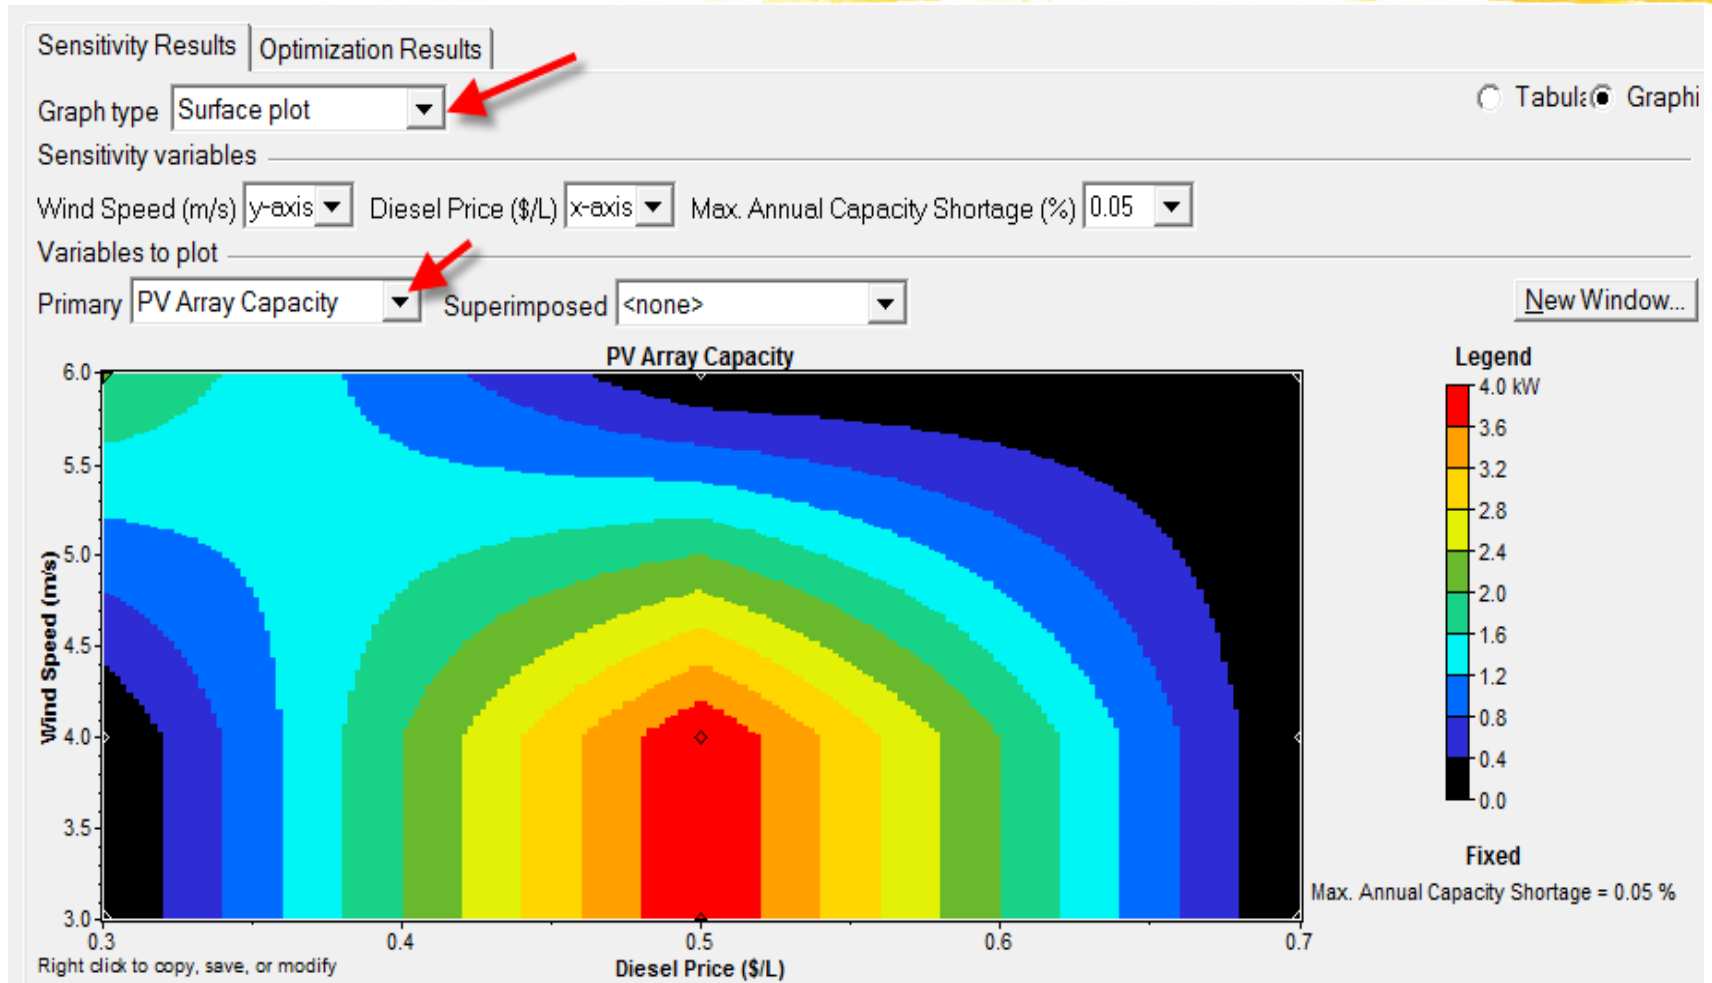 Sensitivity Results Optimization Results
Graph type Surface plot Tabula Graphi
Sensitivity variables
Wind Speed (m/s) y-axis Diesel Price ($/L) x-axis Max. Annual Capacity Shortage (%) 0.05
Variables to plot
Primary PV Array Capacity Superimposed <none> New Window...
PV Array Capacity
Legend
6.0
5.5
5.0
4.5
4.0
3.5
3.0
Wind Speed (m/s)
0.3 0.4 0.5 0.6 0.7
Diesel Price ($/L)
4.0 kW
3.6
3.2
2.8
2.4
2.0
1.6
1.2
0.8
0.4
0.0
Fixed
Max. Annual Capacity Shortage = 0.05 %
Right click to copy, save, or modify